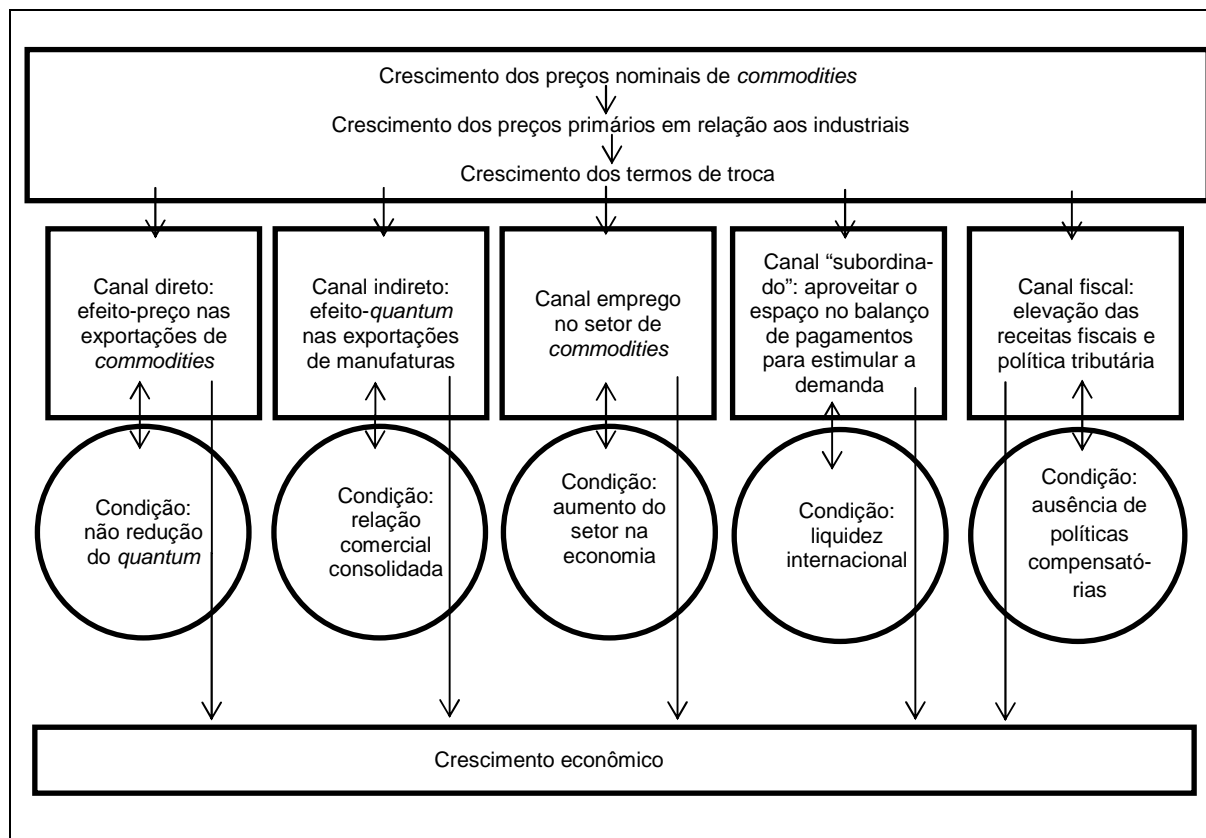 Crescimento dos preços nominais de commodities
Crescimento dos preços primários em relação aos industriais
Crescimento dos termos de troca
Canal direto:
efeito-preço nas
exportações de
commodities
Canal indireto:
efeito-quantum
nas exportações
de manufaturas
Canal emprego
no setor de
commodities
Canal “subordina-
do”: aproveitar o
espaço no balanço
de pagamentos
para estimular a
demanda
Canal fiscal:
elevação das
receitas fiscais e
política tributária
Condição:
não redução
do quantum
Condição:
relação
comercial
consolidada
Condição:
aumento do
setor na
economia
Condição:
liquidez
internacional
Condição:
ausência de
políticas
compensató-
rias
Crescimento econômico